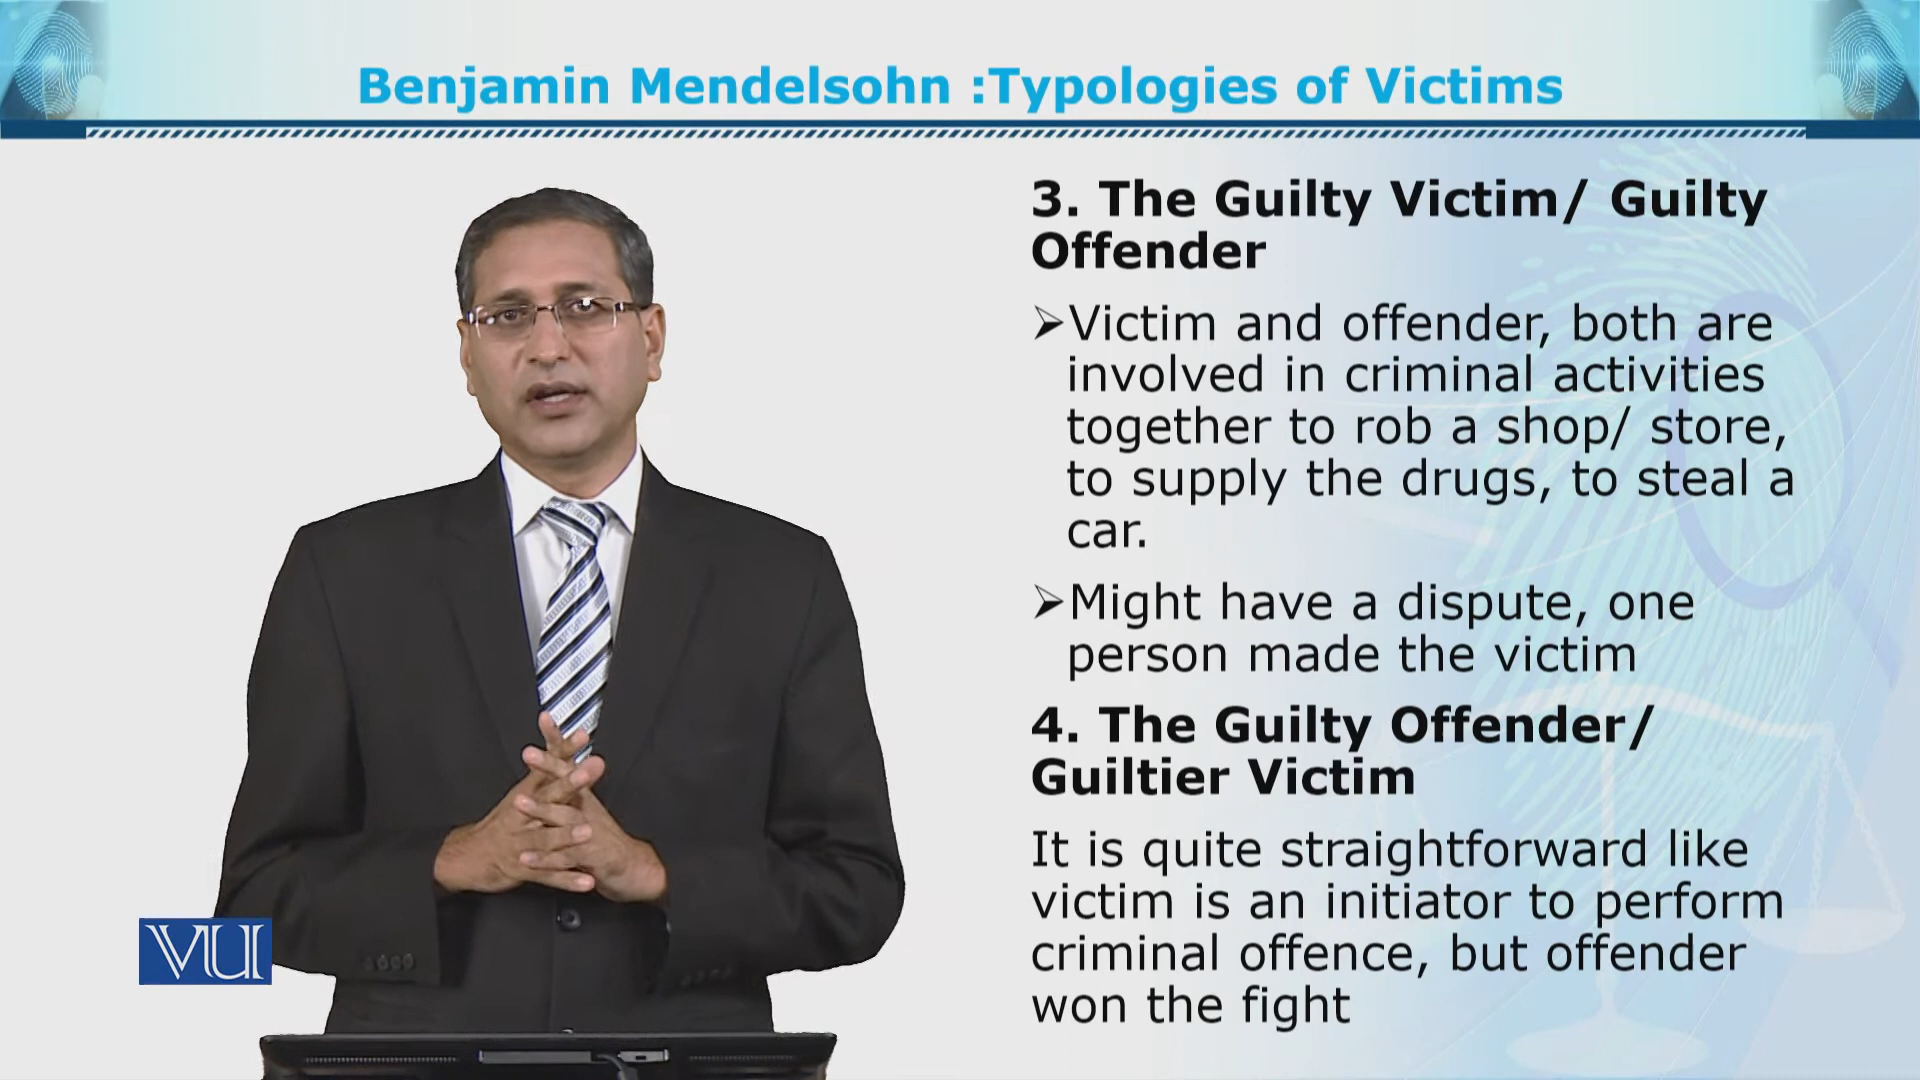 Benjamin Mendelsohn :Typologies of Victims
3. The Guilty Victim/ Guilty
Offender
➢Victim and offender, both are
involved in criminal activities
together to rob a shop/ store,
to supply the drugs, to steal a
car.
➢Might have a dispute, one
person made the victim
4. The Guilty Offender/
Guiltier Victim
It is quite straightforward like
victim is an initiator to perform
criminal offence, but offender
won the fight
VU